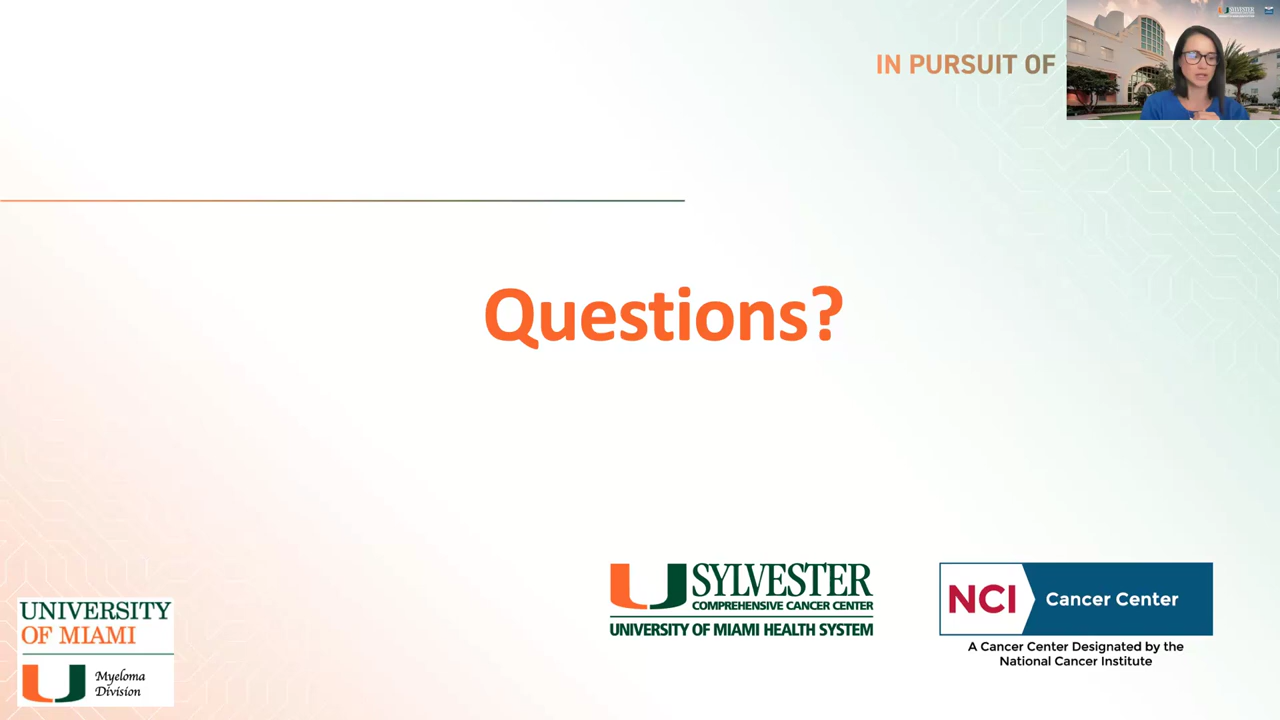 IN PURSUIT OF
SYLVESTER
Questions?
SYLVESTER
COMPREHENSIVE CANCER CENTER
UNIVERSITY OF MIAMI HEALTH SYSTEM
NCI Cancer Center
A Cancer Center Designated by the
National Cancer Institute
UNIVERSITY
OF MIAMI
Myeloma
Division